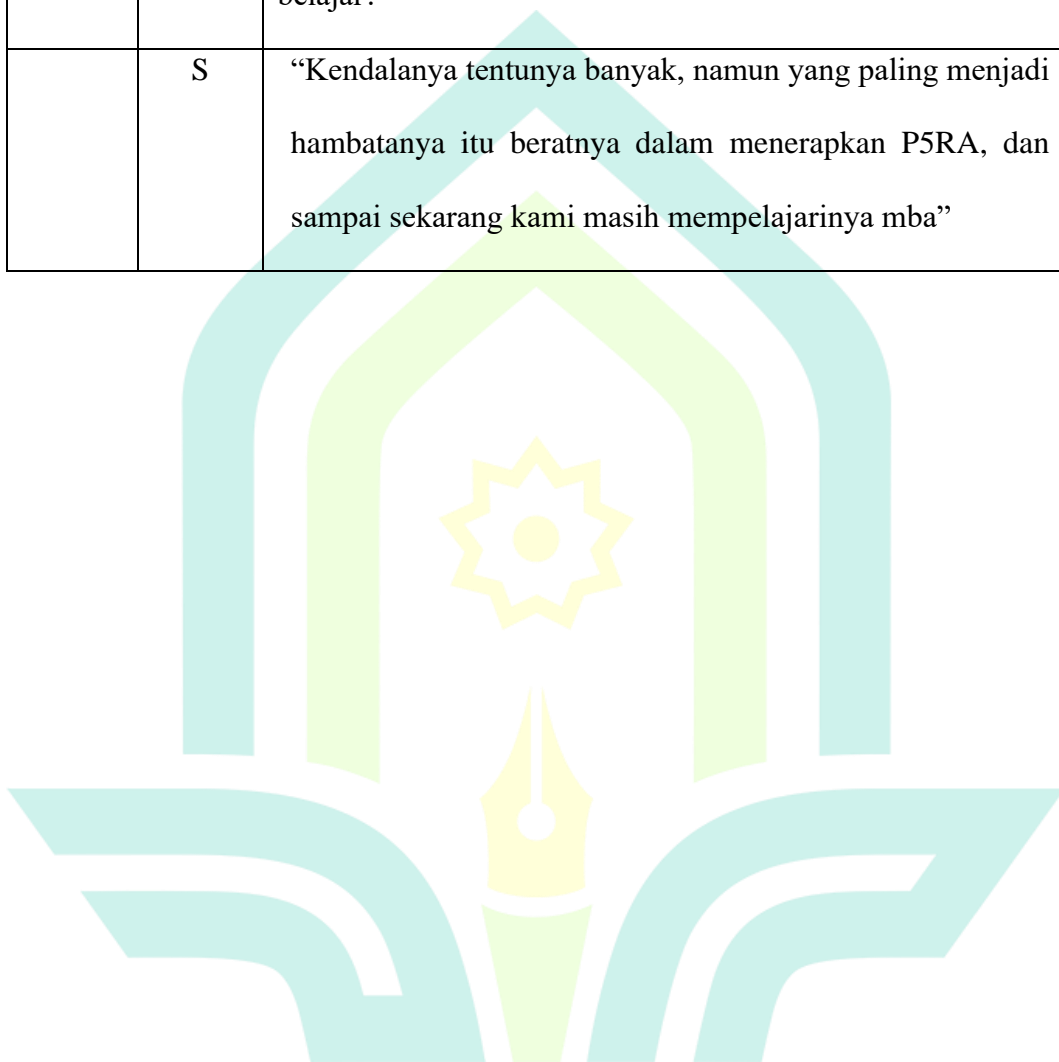 belajar?
S
“Kendalanya tentunya banyak, namun yang paling menjadi
hambatanya itu beratnya dalam menerapkan P5RA, dan
sampai sekarang kami masih mempelajarinya mba”